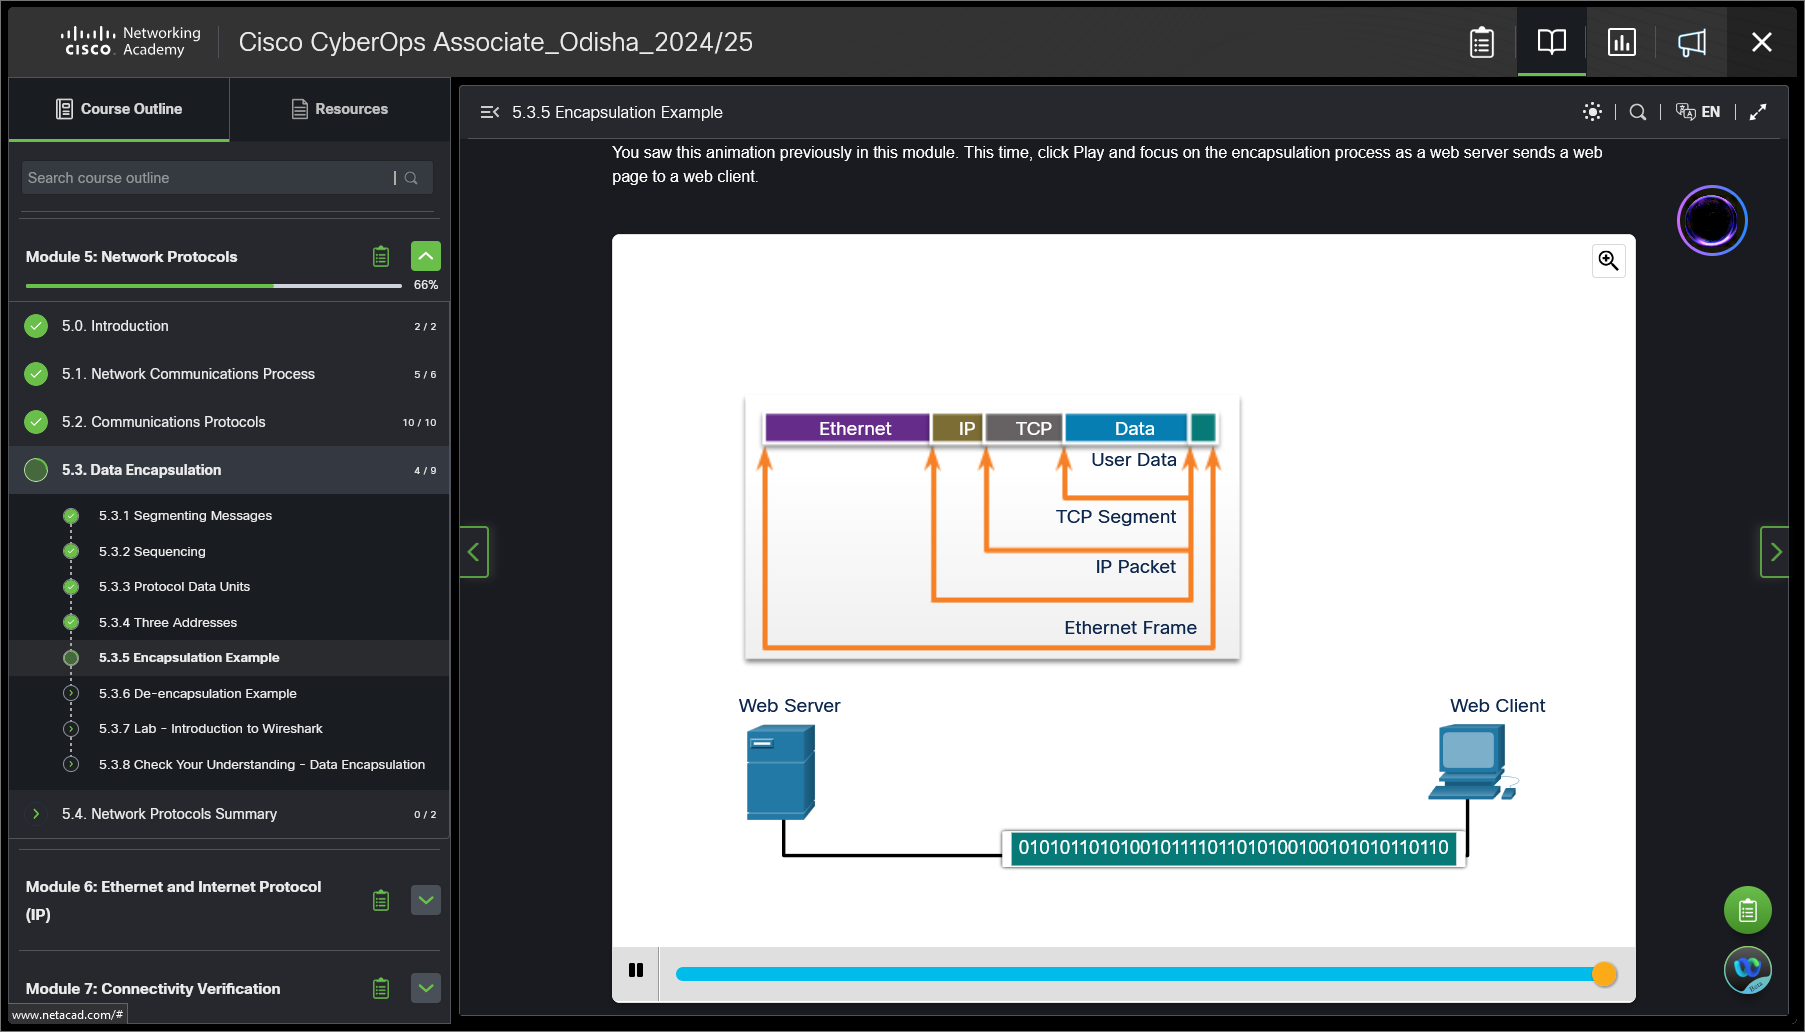 Networking
Academy
CISCO
Cisco CyberOps Associate_Odisha_2024/25
Course Outline
Resources
Search course outline
Module 5: Network Protocols
66%
5.0. Introduction
2 / 2
5.1. Network Communications Process
5 / 6
5.2. Communications Protocols
10 / 10
5.3. Data Encapsulation
4 / 9
5.3.1 Segmenting Messages
5.3.2 Sequencing
5.3.3 Protocol Data Units
5.3.4 Three Addresses
5.3.5 Encapsulation Example
5.3.6 De-encapsulation Example
5.3.7 Lab - Introduction to Wireshark
5.3.8 Check Your Understanding - Data Encapsulation
5.4. Network Protocols Summary
0 / 2
Module 6: Ethernet and Internet Protocol
(IP)
Module 7: Connectivity Verification
www.netacad.com/#
5.3.5 Encapsulation Example
EN
You saw this animation previously in this module. This time, click Play and focus on the encapsulation process as a web server sends a web
page to a web client.
Ethernet IP TCP Data
User Data
TCP Segment
IP Packet
Ethernet Frame
Web Server
Web Client
0101011010100101111011010100100101010110110
Beta